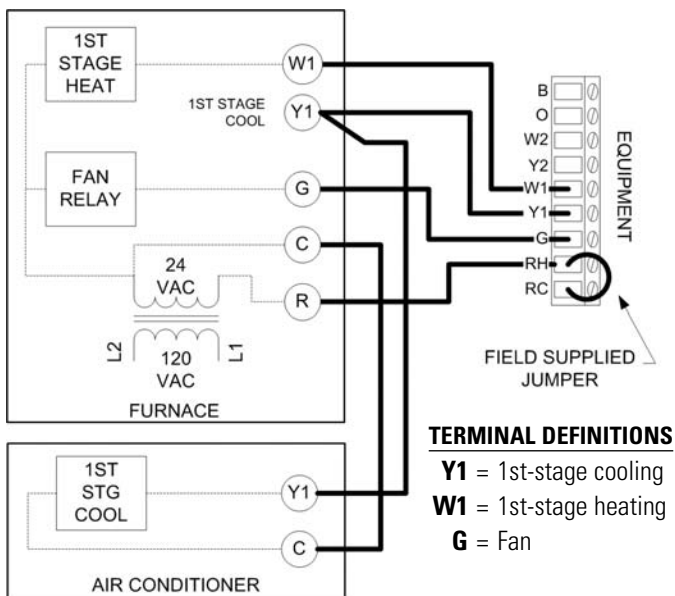 1ST
STAGE
HEAT
W1
1ST STAGE
COOL
Y1
FAN
RELAY
G
C
24
VAC
R
L2
120
VAC
L1
FURNACE
1ST
STG
COOL
Y1
C
AIR CONDITIONER
B
O
W2
Y2
W1
Y1
G
RH
RC
EQUIPMENT
FIELD SUPPLIED
JUMPER
TERMINAL DEFINITIONS
Y1 = 1st-stage cooling
W1 = 1st-stage heating
G = Fan